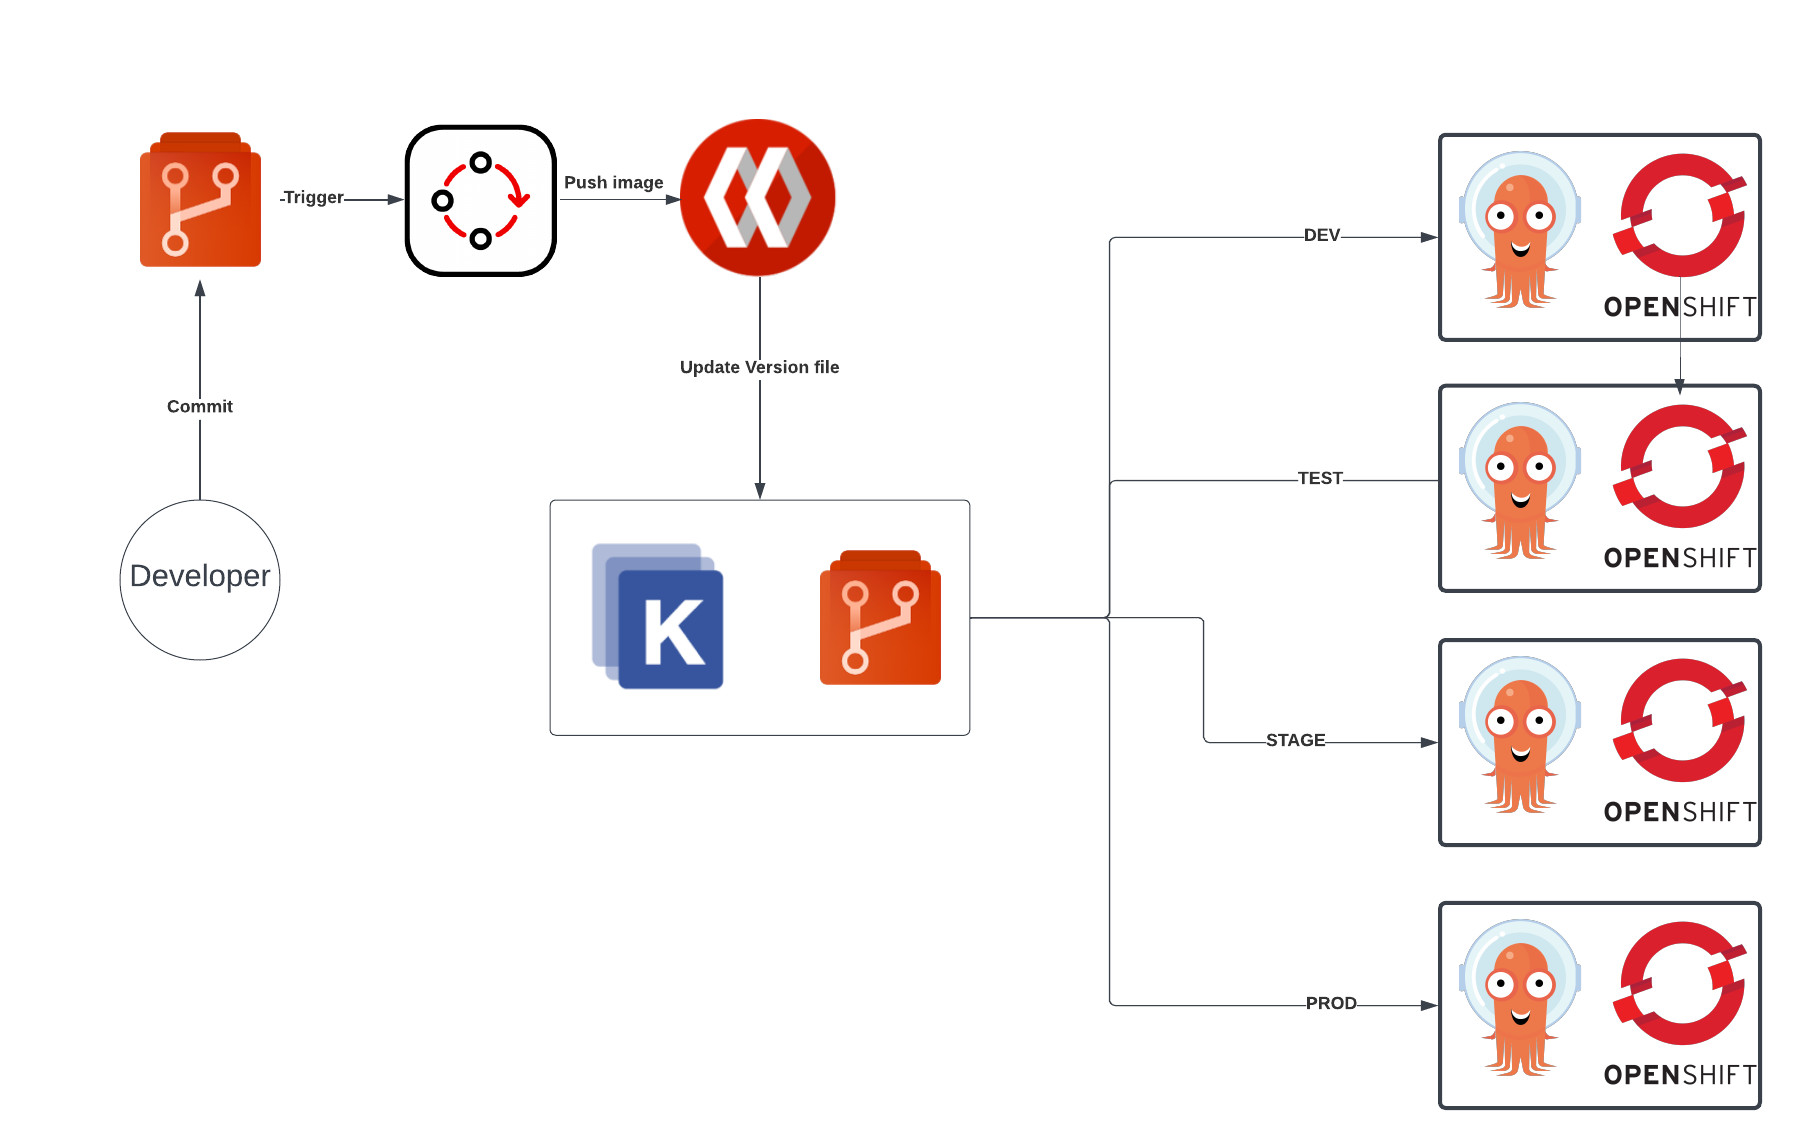 Trigger
Push image
DEV
OPENSHIFT
Update Version file
Commit
TEST
OPENSHIFT
Developer
K
STAGE
OPENSHIFT
PROD
OPENSHIFT